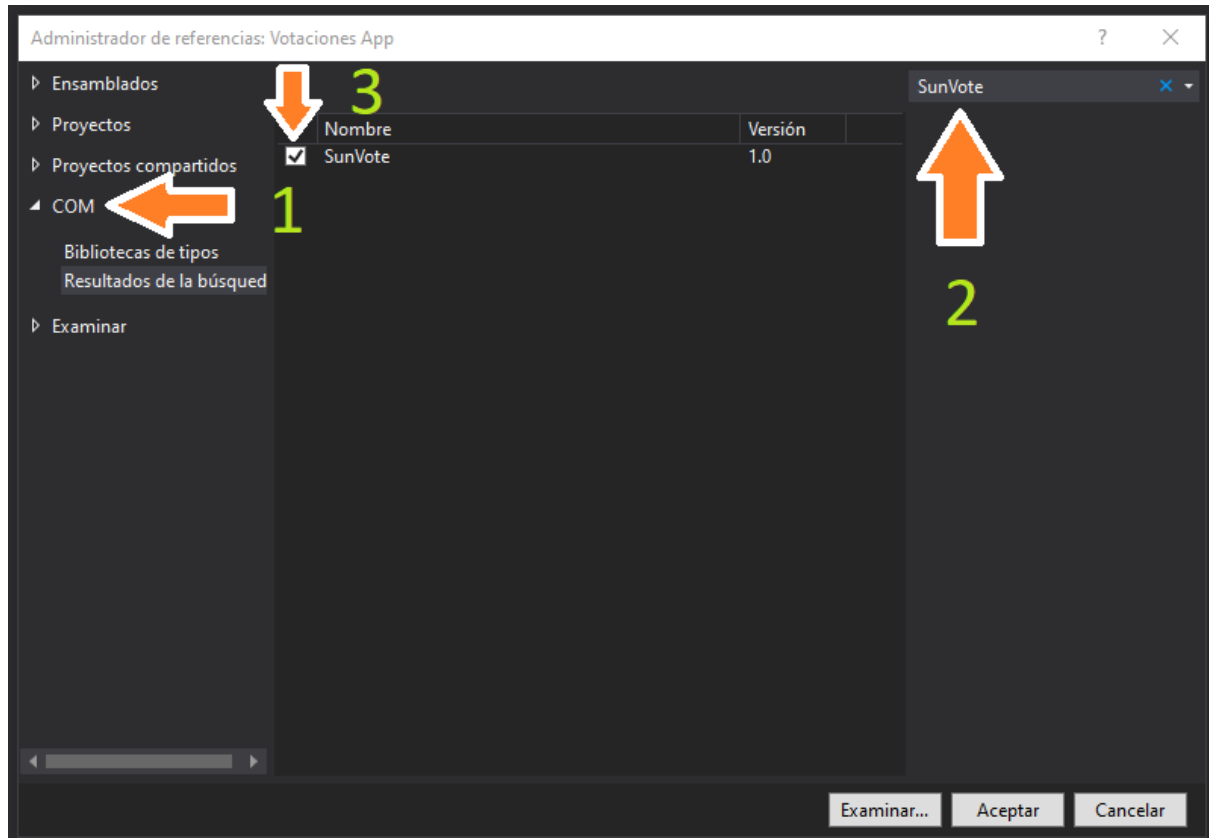 Administrador de referencias: Votaciones App
?
Ensamblados
3
SunVote
Proyectos
Nombre
Versión
Proyectos compartidos
SunVote
1.0
COM
1
Bibliotecas de tipos
Resultados de la búsqued
2
Examinar
Examinar...
Aceptar
Cancelar